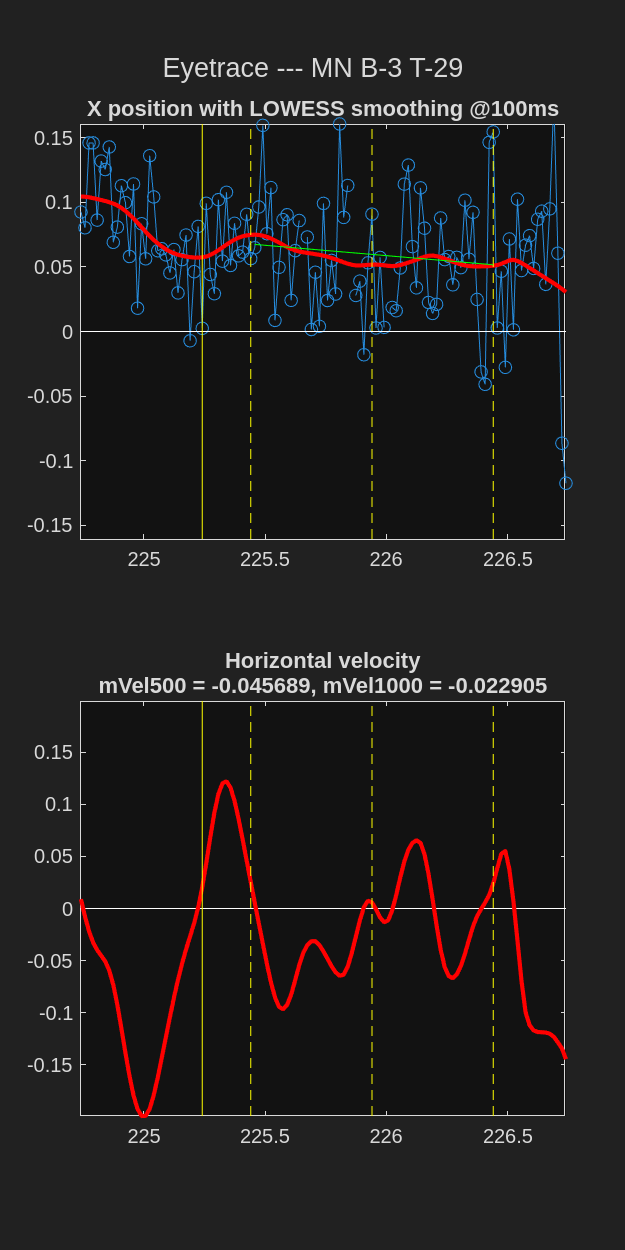 Eyetrace --- MN B-3 T-29
X position with LOWESS smoothing @100ms
0.15
0.1
0.05
0
-0.05
-0.1
-0.15
225 225.5 226 226.5
Horizontal velocity
mVel500 = -0.045689, mVel1000 = -0.022905
0.15
0.1
0.05
0
-0.05
-0.1
-0.15
225 225.5 226 226.5